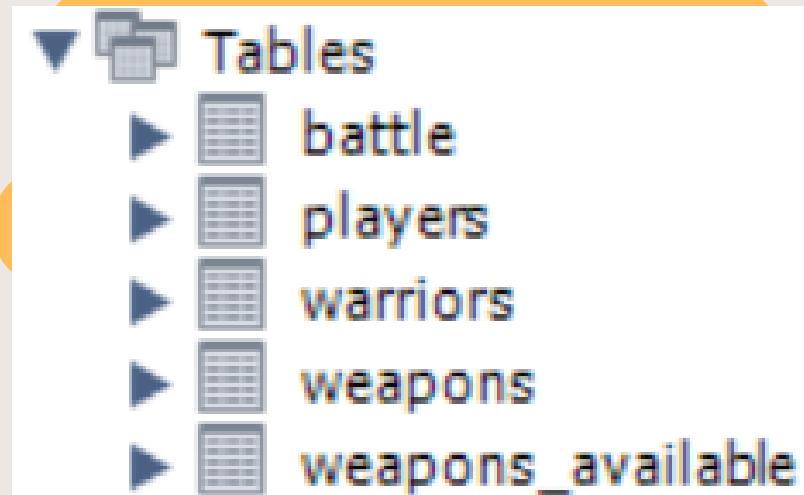 Tables
battle
players
warriors
weapons
weapons_available